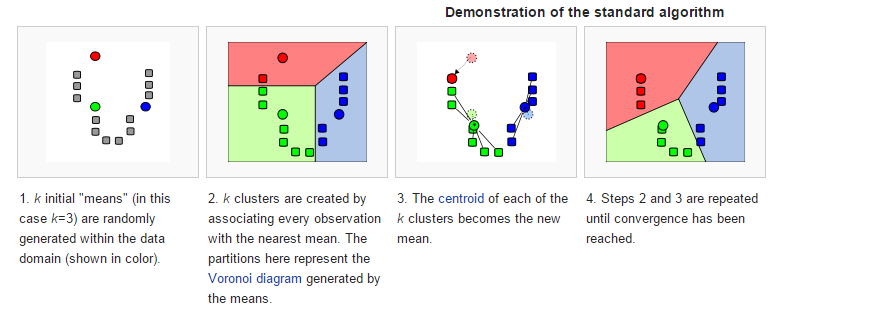 Demonstration of the standard algorithm
1. k initial "means" (in this
case k=3) are randomly
generated within the data
domain (shown in color).
2. k clusters are created by
associating every observation
with the nearest mean. The
partitions here represent the
Voronoi diagram generated by
the means.
3. The centroid of each of the
k clusters becomes the new
mean.
4. Steps 2 and 3 are repeated
until convergence has been
reached.